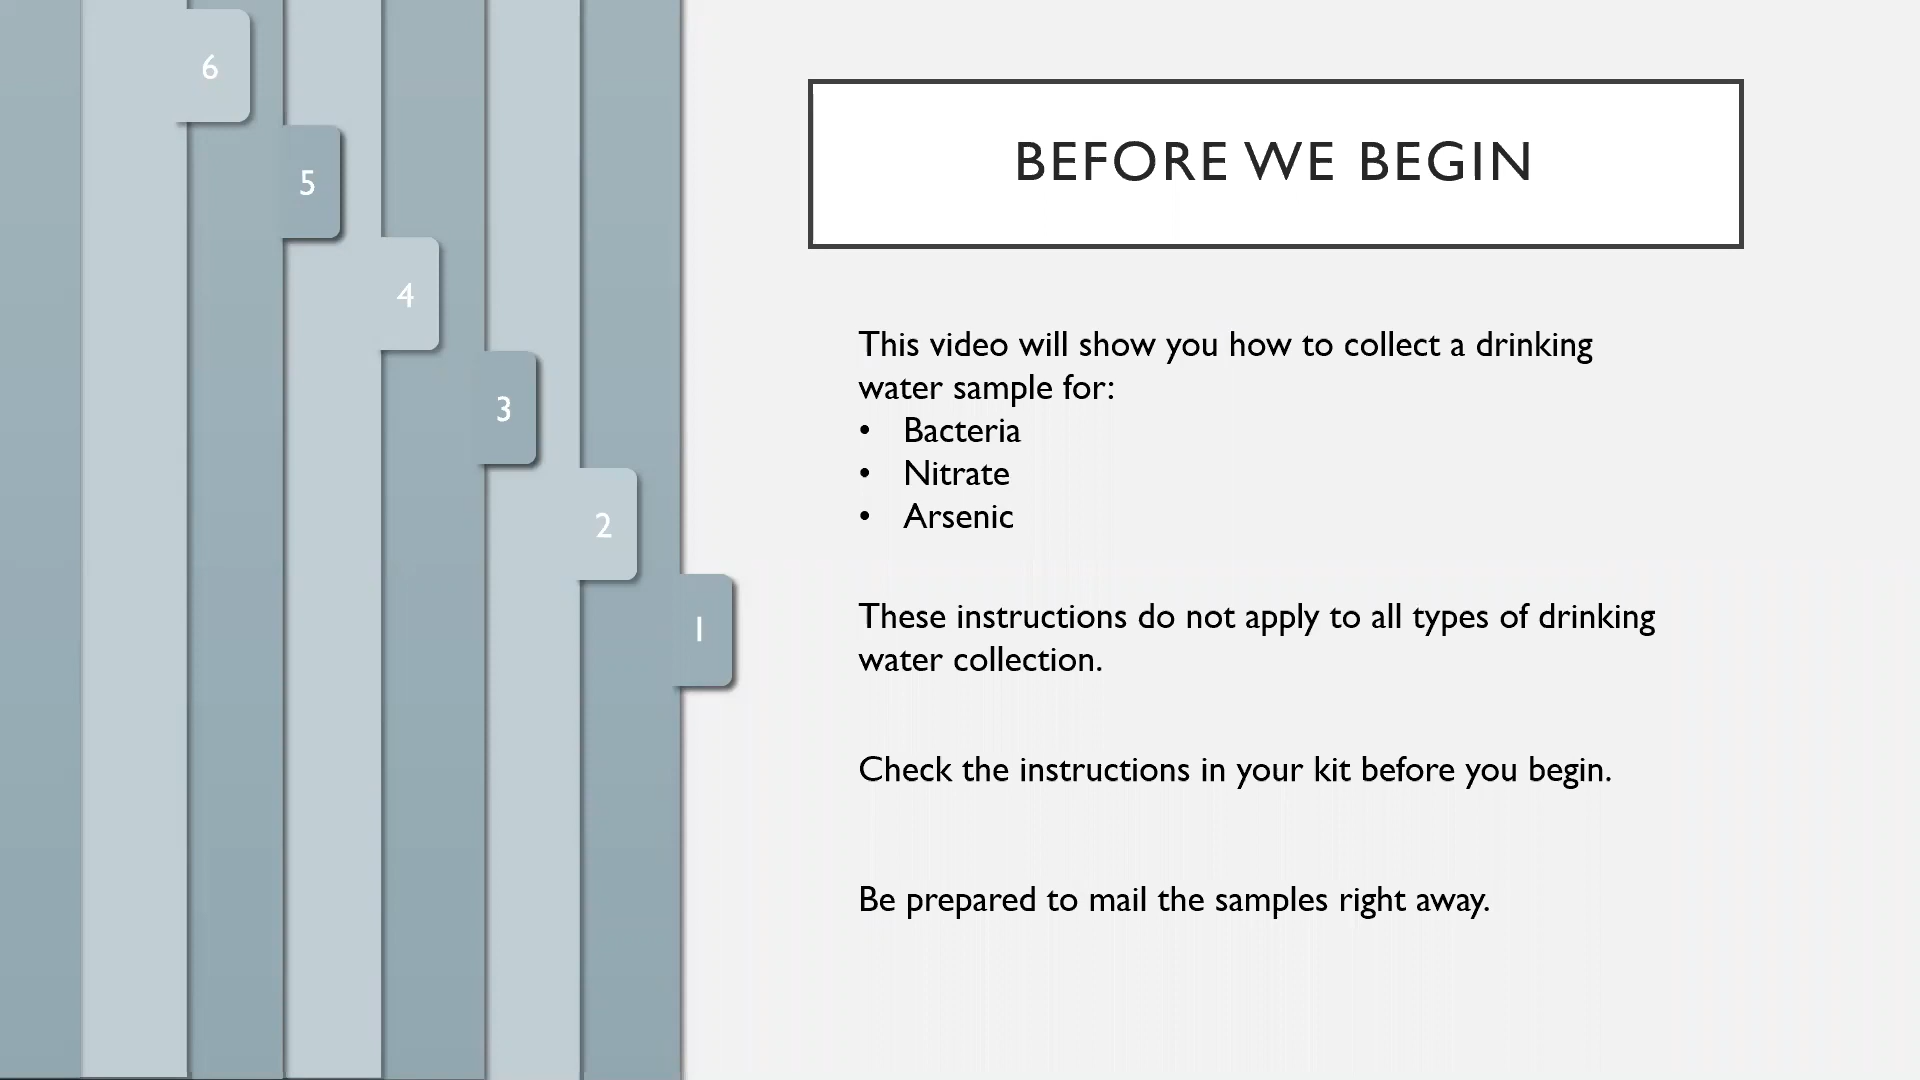 6
5
4
3
2
1
BEFORE WE BEGIN
This video will show you how to collect a drinking
water sample for:
• Bacteria
• Nitrate
• Arsenic
These instructions do not apply to all types of drinking
water collection.
Check the instructions in your kit before you begin.
Be prepared to mail the samples right away.